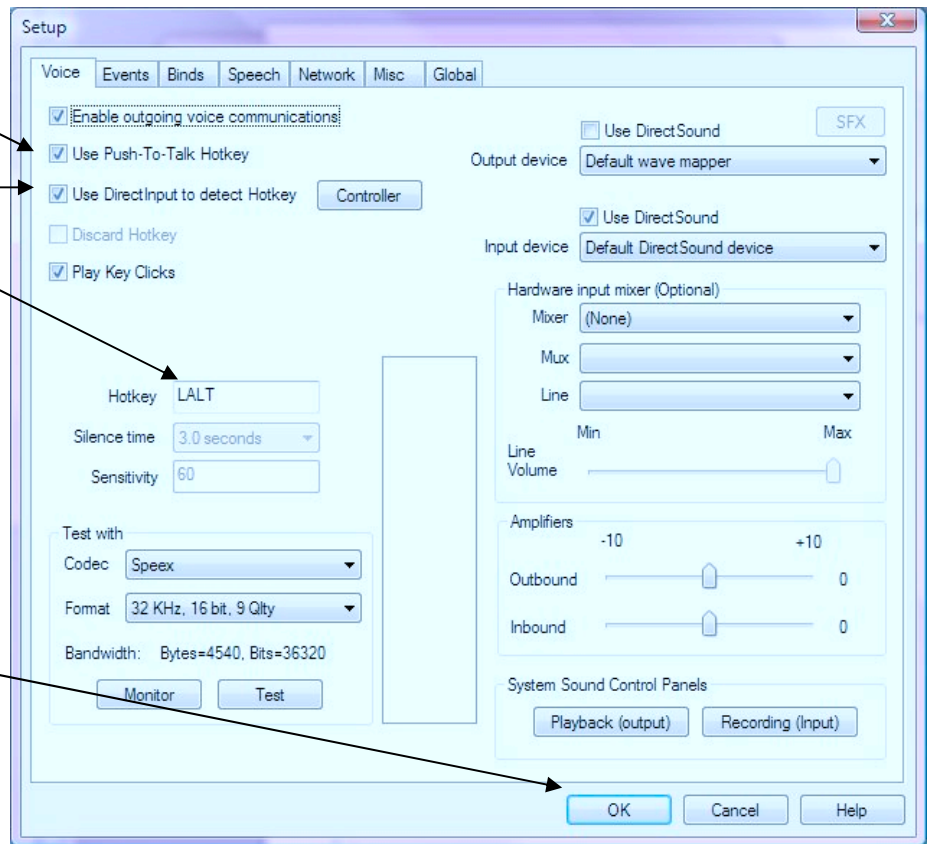 Setup
Voice Events Binds Speech Network Misc Global
Enable outgoing voice communications
Use Push-To-Talk Hotkey
Use DirectInput to detect Hotkey
Controller
Discard Hotkey
Play Key Clicks
Hotkey LALT
Silence time 3.0 seconds
Sensitivity 60
Test with
Codec Speex
Format 32 KHz, 16 bit, 9 Qlty
Bandwidth: Bytes=4540, Bits=36320
Monitor Test
Use DirectSound
SFX
Output device Default wave mapper
Use DirectSound
Input device Default DirectSound device
Hardware input mixer (Optional)
Mixer (None)
Mux
Line
Min Max
Line
Volume
Amplifiers
-10 +10
Outbound 0
Inbound 0
System Sound Control Panels
Playback (output) Recording (Input)
OK Cancel Help